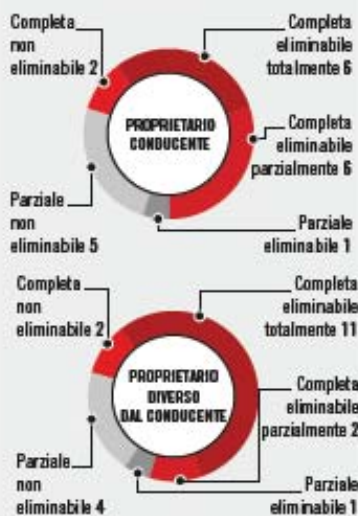 Completa
non
eliminabile 2
Completa
eliminabile
totalmente 6
PROPRIETARIO
CONDUCENTE
Completa
eliminabile
parzialmente 6
Parziale
non
eliminabile 5
Parziale
eliminabile 1
Completa
non
eliminabile 2
Completa
eliminabile
totalmente 11
PROPRIETARIO
DIVERSO
DAL CONDUCENTE
Completa
eliminabile
parzialmente 2
Parziale
non
eliminabile 4
Parziale
eliminabile 1